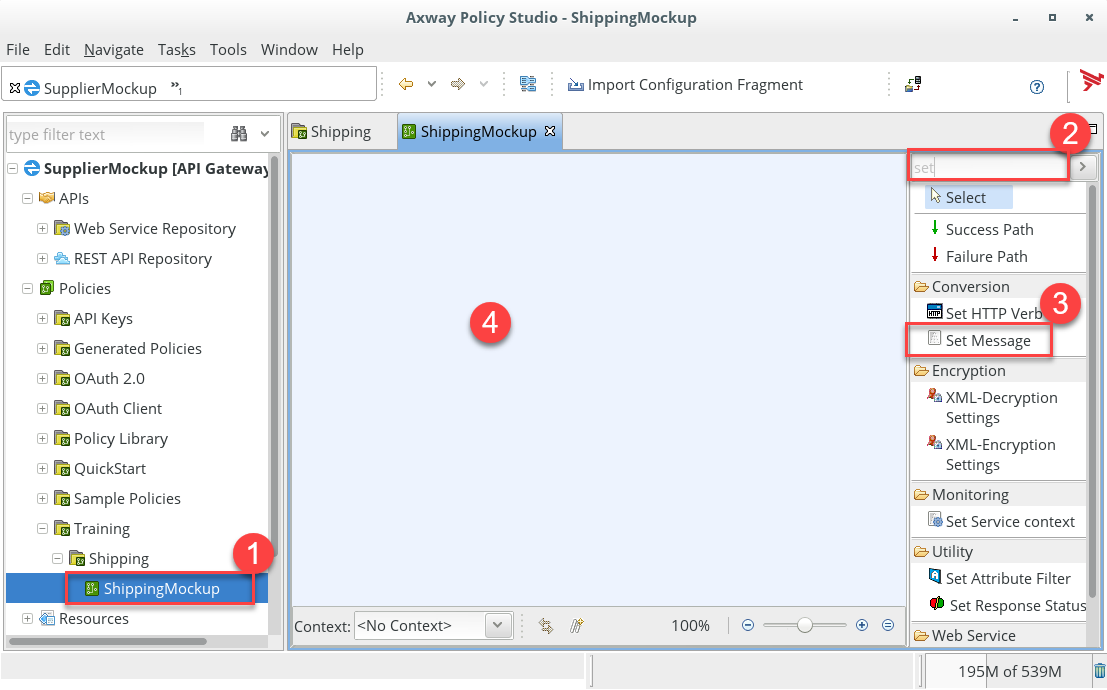 Axway Policy Studio - ShippingMockup
File Edit Navigate Tasks Tools Window Help
SupplierMockup »1
Import Configuration Fragment
type filter text
SupplierMockup [API Gateway
APIs
Web Service Repository
REST API Repository
Policies
API Keys
Generated Policies
OAuth 2.0
OAuth Client
Policy Library
QuickStart
Sample Policies
Training
Shipping
1
ShippingMockup
Resources
Shipping
ShippingMockup
4
Context: <No Context>
100%
2
set
Select
Success Path
Failure Path
Conversion
Set HTTP Verb
3
Set Message
Encryption
XML-Decryption
Settings
XML-Encryption
Settings
Monitoring
Set Service context
Utility
Set Attribute Filter
Set Response Status
Web Service
195M of 539M